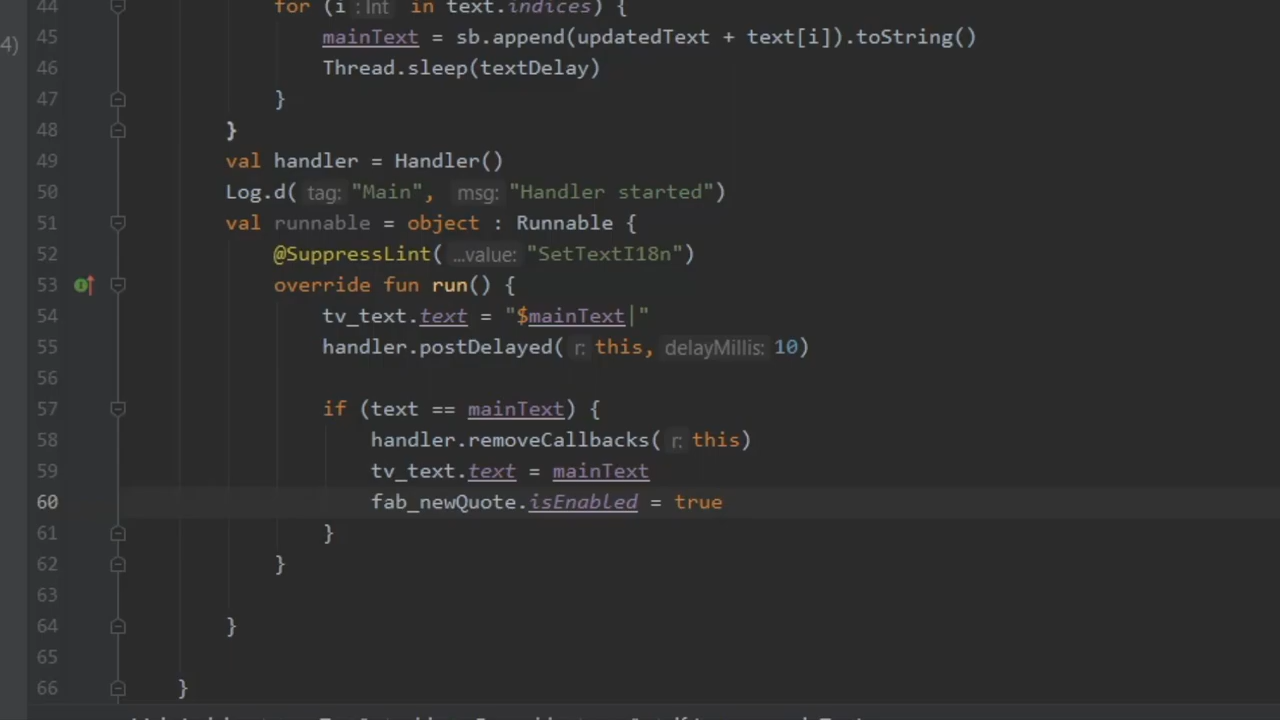 44 for (i : Int in text.indices) {
4) 45 mainText = sb.append(updatedText + text[i]).toString()
46 Thread.sleep(textDelay)
47 }
48 }
49 val handler = Handler()
50 Log.d( tag: "Main", msg: "Handler started")
51 val runnable = object : Runnable {
52 @SuppressLint( ...value: "SetTextI18n")
53 override fun run() {
54 tv_text.text = "$mainText|"
55 handler.postDelayed( r: this, delayMillis: 10)
56
57 if (text == mainText) {
58 handler.removeCallbacks( r: this)
59 tv_text.text = mainText
60 fab_newQuote.isEnabled = true
61 }
62 }
63
64 }
65
66 }